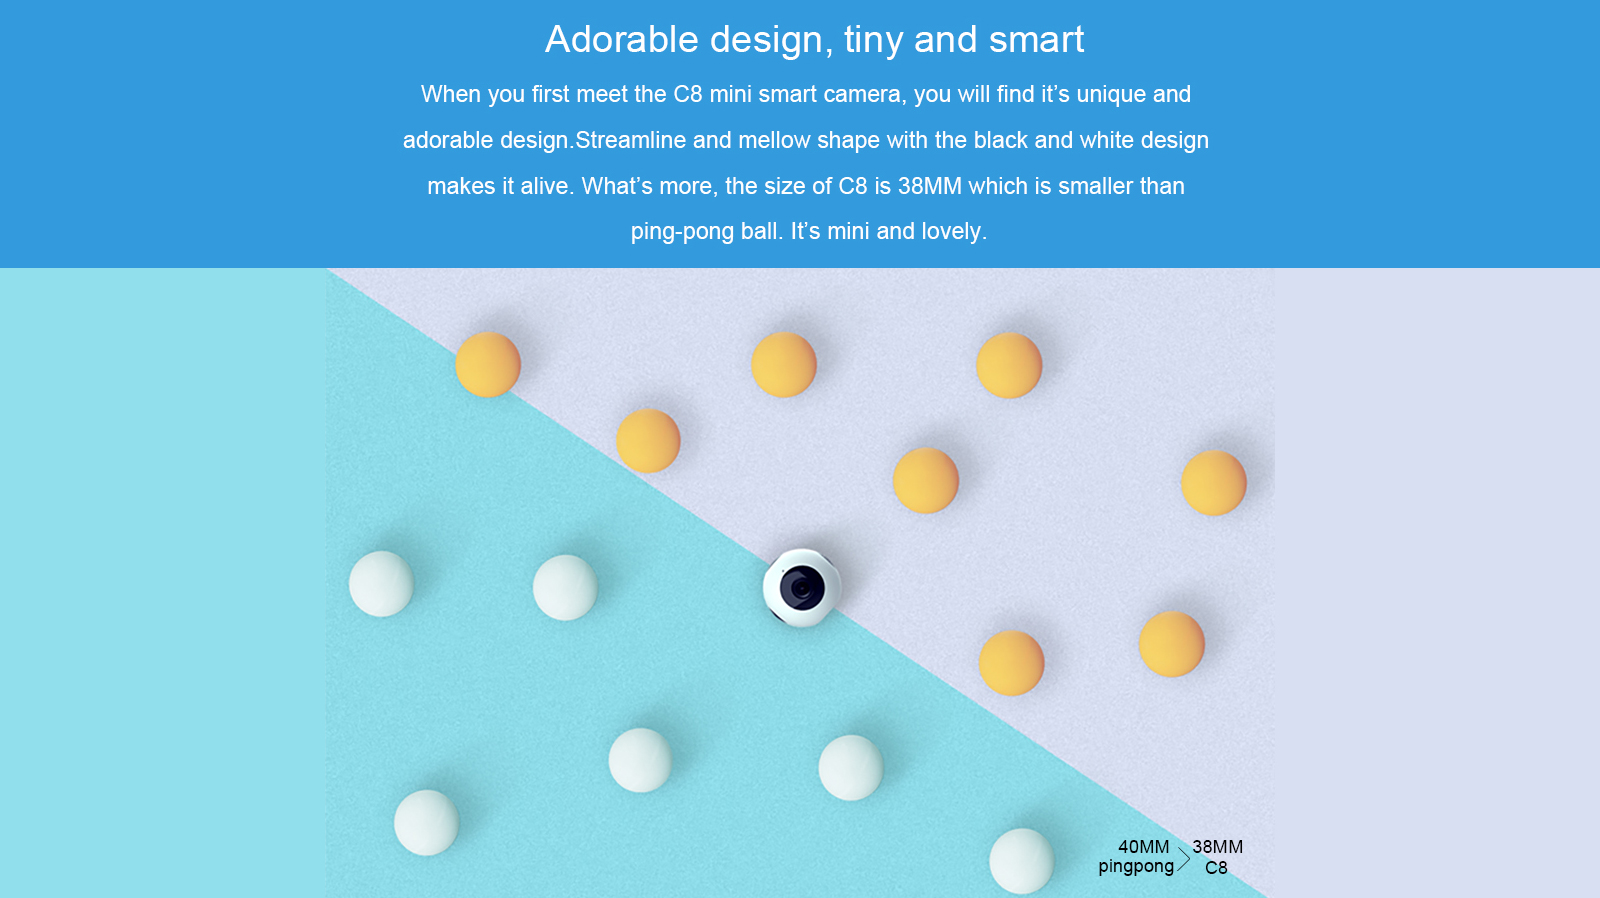 Adorable design, tiny and smart
When you first meet the C8 mini smart camera, you will find it’s unique and
adorable design.Streamline and mellow shape with the black and white design
makes it alive. What’s more, the size of C8 is 38MM which is smaller than
ping-pong ball. It’s mini and lovely.
40MM > 38MM
pingpong C8